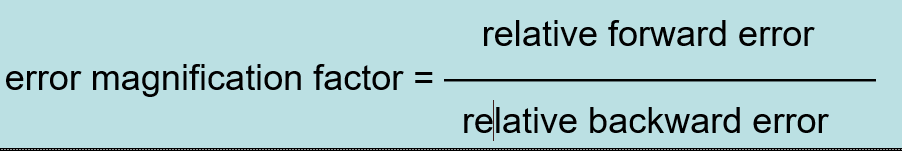 relative forward error
error magnification factor =
relative backward error